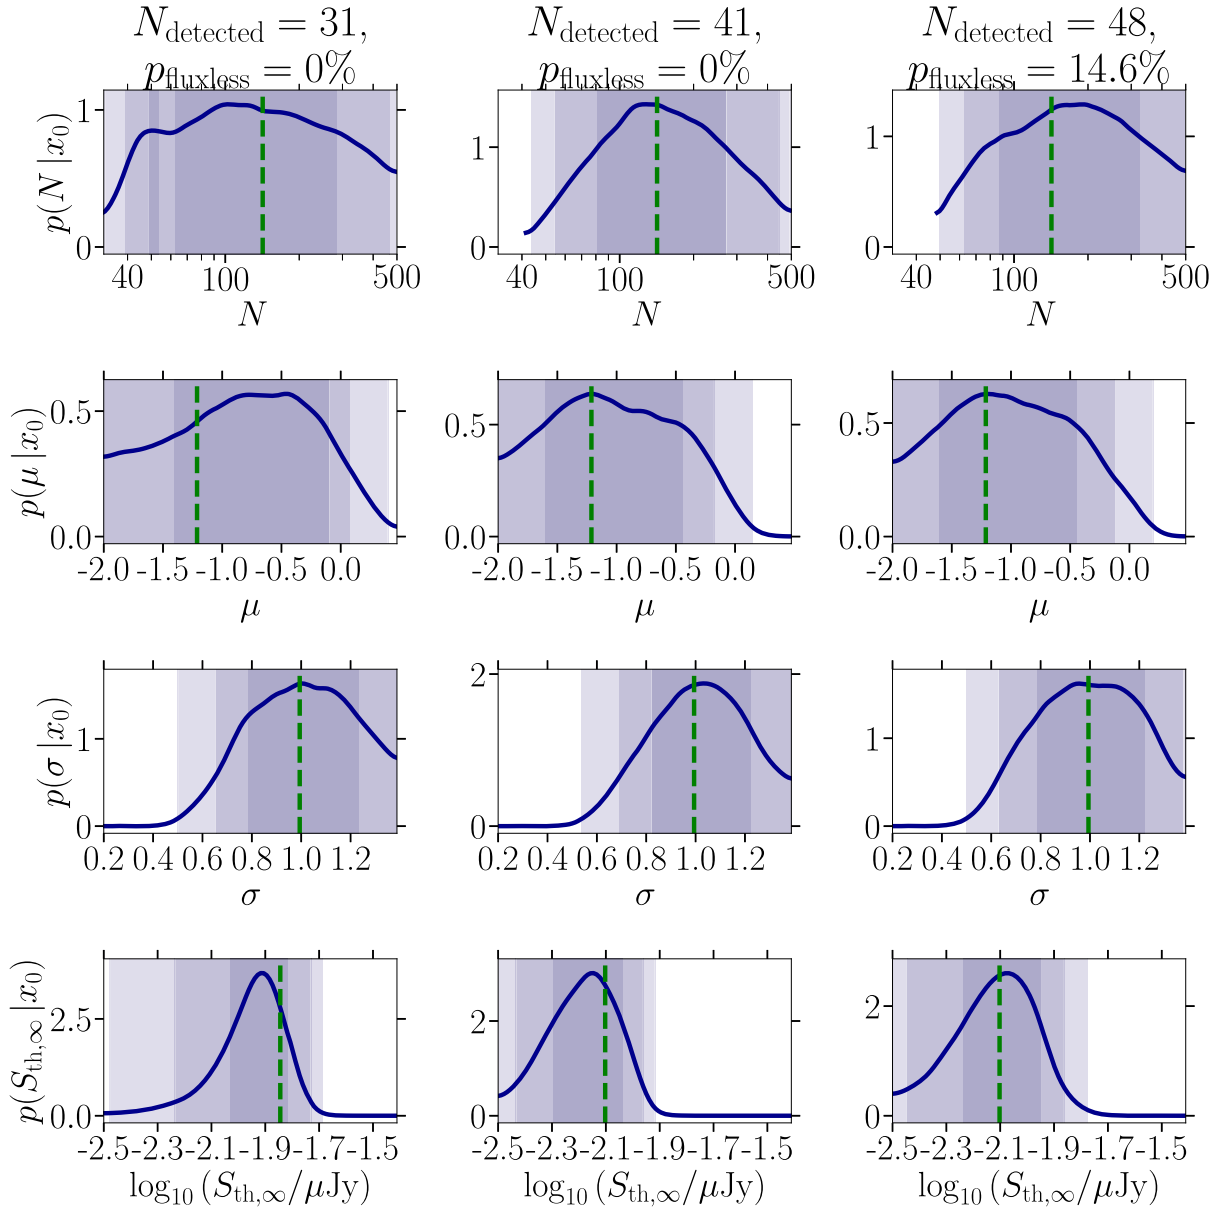 N_detected = 31, N_detected = 41, N_detected = 48,
p_fluxless = 0% p_fluxless = 0% p_fluxless = 14.6%
p(N |x_0)
1 1 1
0 0 0
40 100 500 40 100 500 40 100 500
N N N
p(μ |x_0)
0.5 0.5 0.5
0.0 0.0 0.0
-2.0 -1.5 -1.0 -0.5 0.0 -2.0 -1.5 -1.0 -0.5 0.0 -2.0 -1.5 -1.0 -0.5 0.0
μ μ μ
p(σ |x_0)
1 2 1
0 0 0
0.2 0.4 0.6 0.8 1.0 1.2 0.2 0.4 0.6 0.8 1.0 1.2 0.2 0.4 0.6 0.8 1.0 1.2
σ σ σ
p(S_th,∞|x_0)
2.5 2 2
0.0 0 0
-2.5 -2.3 -2.1 -1.9 -1.7 -1.5 -2.5 -2.3 -2.1 -1.9 -1.7 -1.5 -2.5 -2.3 -2.1 -1.9 -1.7 -1.5
log_10 (S_th,∞/μJy) log_10 (S_th,∞/μJy) log_10 (S_th,∞/μJy)